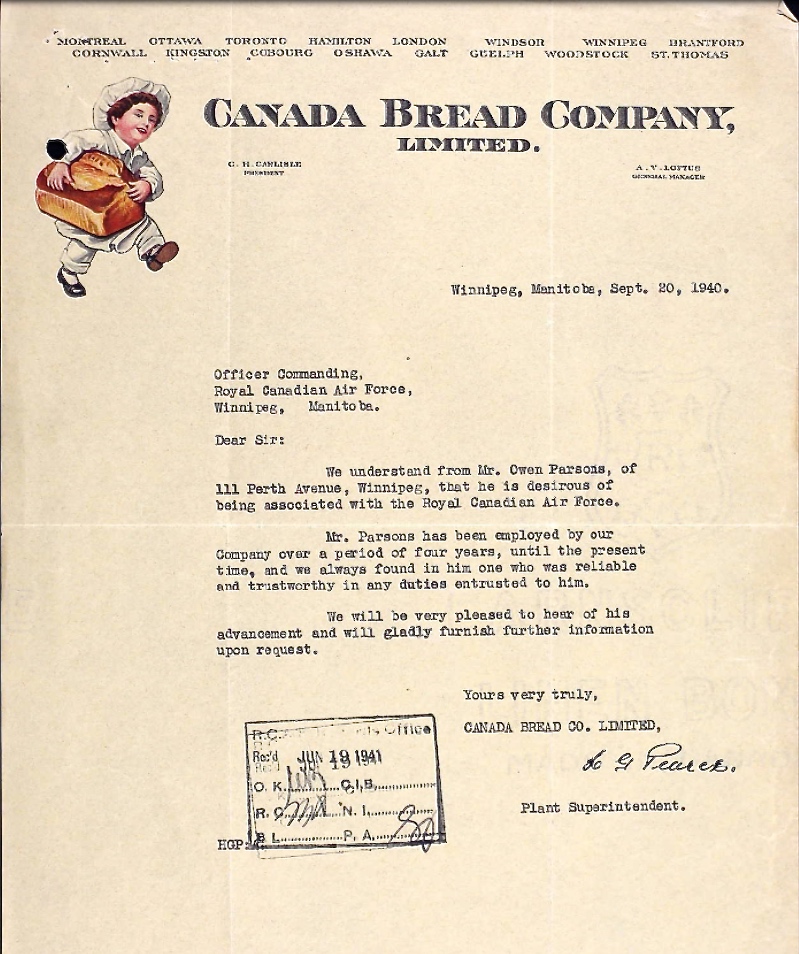 MONTREAL OTTAWA TORONTO HAMILTON LONDON WINDSOR WINNIPEG BRANTFORD
CORNWALL KINGSTON COBOURG OSHAWA GALT GUELPH WOODSTOCK ST. THOMAS
CANADA BREAD COMPANY,
LIMITED.
C. H. CARLISLE
PRESIDENT
A. V. LOFTUS
GENERAL MANAGER
Winnipeg, Manitoba, Sept. 20, 1940.
Officer Commanding,
Royal Canadian Air Force,
Winnipeg, Manitoba.
Dear Sir:
We understand from Mr. Owen Parsons, of
111 Perth Avenue, Winnipeg, that he is desirous of
being associated with the Royal Canadian Air Force.
Mr. Parsons has been employed by our
Company over a period of four years, until the present
time, and we always found in him one who was reliable
and trustworthy in any duties entrusted to him.
We will be very pleased to hear of his
advancement and will gladly furnish further information
upon request.
Yours very truly,
CANADA BREAD CO. LIMITED,
H G Pearce.
Plant Superintendent.
R.C. Office
Rec'd JUN 19 1941
O. K. C.I.B.
R. C. N. I.
B L. P. A.
HGP: